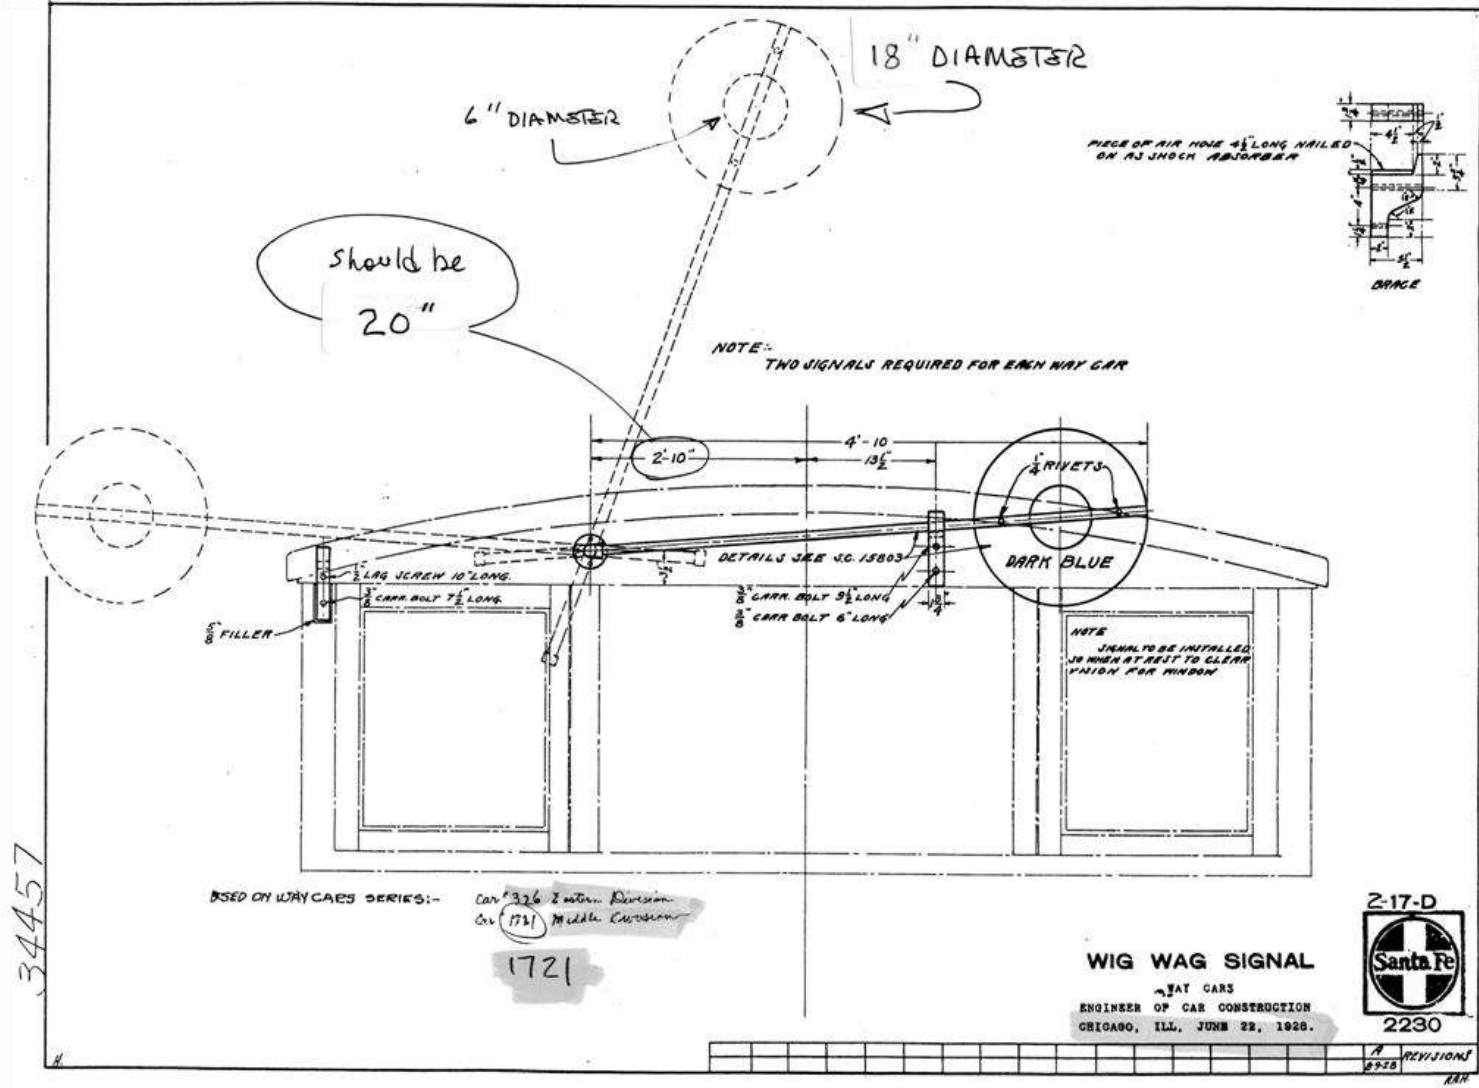 18" DIAMETER
6" DIAMETER
PIECE OF AIR HOSE 4½" LONG NAILED
ON AS SHOCK ABSORBER
4½"
BRACE
should be
20"
NOTE:-
TWO SIGNALS REQUIRED FOR EACH WAY CAR
4'-10
2'-10"
13½"
¼" RIVETS
DETAILS SEE S.C. 15803
DARK BLUE
½" LAG SCREW 10" LONG
⅜" CARR. BOLT 7½" LONG
⅜" CARR. BOLT 9½" LONG
⅜" CARR BOLT 6" LONG
1¾"
⅝" FILLER
NOTE
SIGNAL TO BE INSTALLED
SO WHEN AT REST TO CLEAR
VISION FOR WINDOW
34457
USED ON WAY CARS SERIES:-
Car # 326 Eastern Division
Car # 1721 Middle Division
1721
2-17-D
Santa Fe
2230
WIG WAG SIGNAL
WAY CARS
ENGINEER OF CAR CONSTRUCTION
CHICAGO, ILL, JUNE 22, 1928.
A REVISIONS
H.